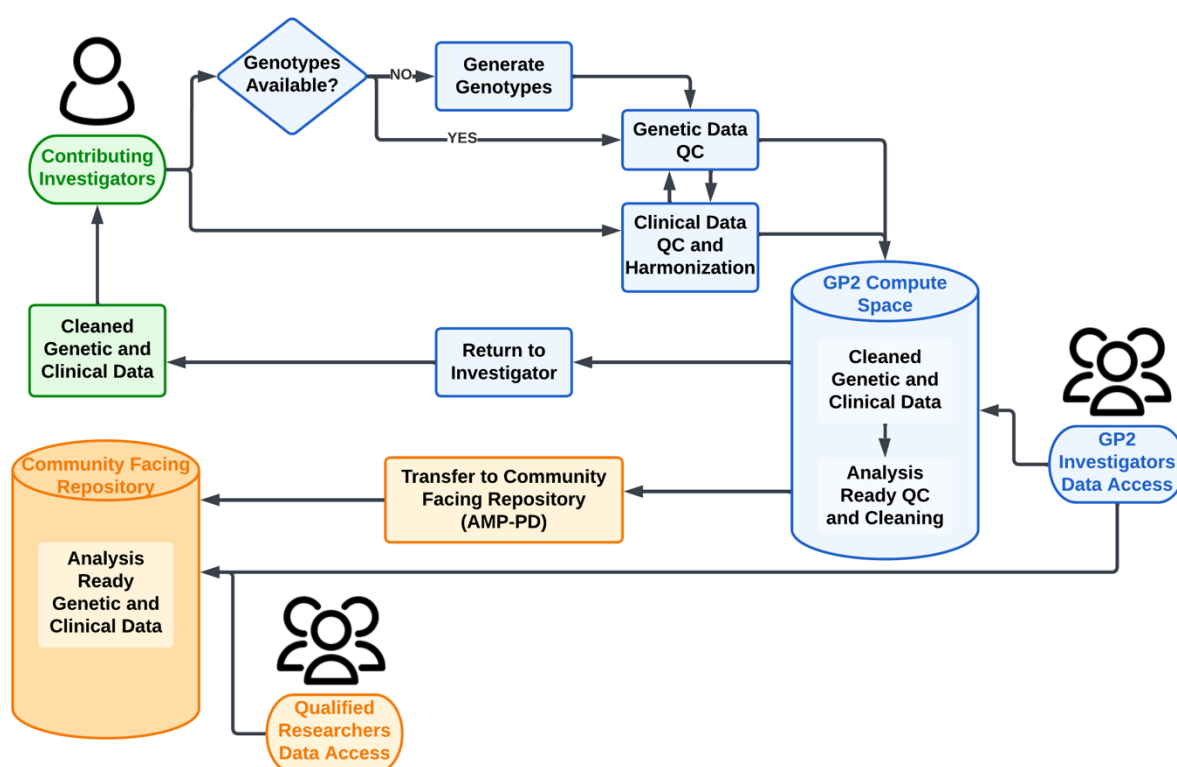 Genotypes
Available?
NO
Generate
Genotypes
YES
Genetic Data
QC
Contributing
Investigators
Clinical Data
QC and
Harmonization
GP2 Compute
Space
Cleaned
Genetic and
Clinical Data
Return to
Investigator
Cleaned
Genetic and
Clinical Data
GP2
Investigators
Data Access
Community Facing
Repository
Transfer to Community
Facing Repository
(AMP-PD)
Analysis
Ready QC
and Cleaning
Analysis
Ready
Genetic and
Clinical Data
Qualified
Researchers
Data Access